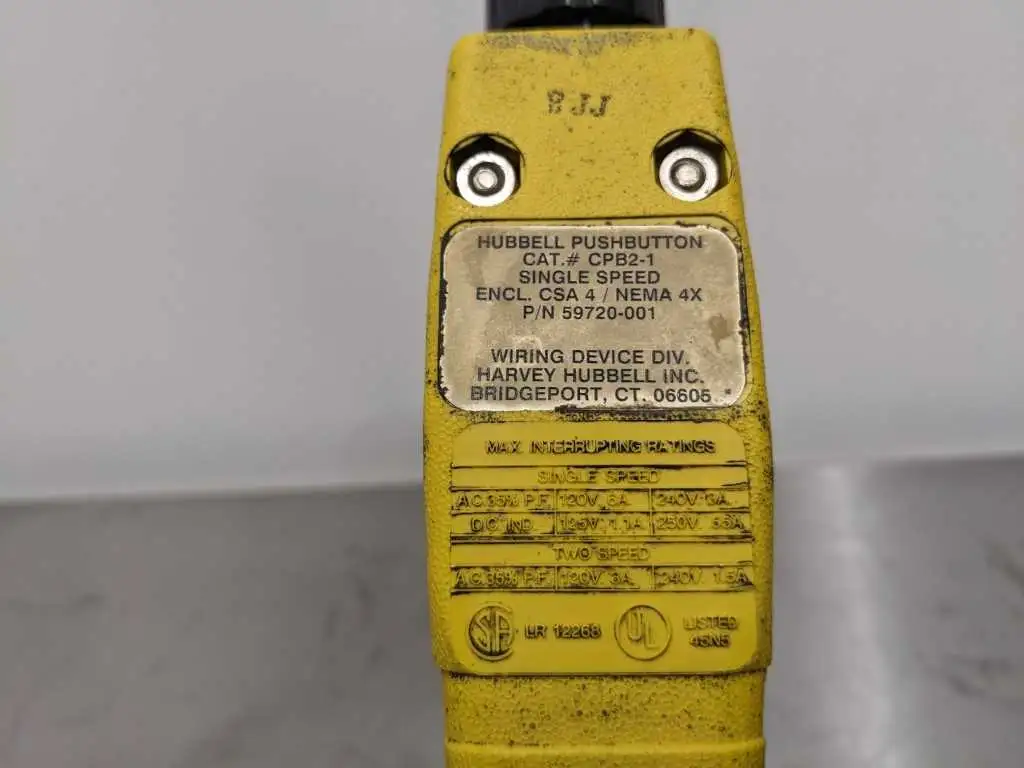 HUBBELL PUSHBUTTON
CAT.# CPB2-1
SINGLE SPEED
ENCL. CSA 4 / NEMA 4X
P/N 59720-001
WIRING DEVICE DIV.
HARVEY HUBBELL INC.
BRIDGEPORT, CT. 06605
MAX. INTERRUPTING RATINGS
SINGLE SPEED
AC 35% P.F. 120V. 6A 240V. 3A
DC IND. 125V. 1.1A 250V. .55A
TWO SPEED
AC 35% P.F. 120V. 3A 240V. 1.5A
SA LR 12268 UL LISTED
45N5